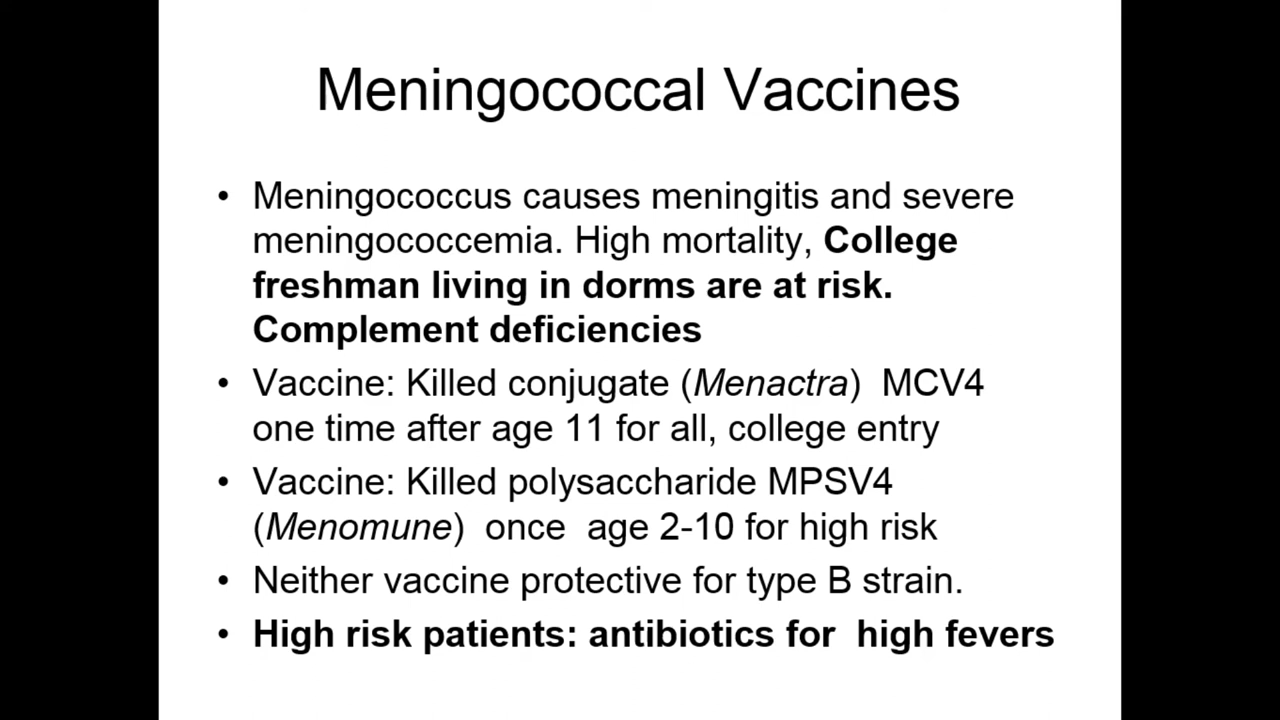 Meningococcal Vaccines
• Meningococcus causes meningitis and severe
meningococcemia. High mortality, College
freshman living in dorms are at risk.
Complement deficiencies
• Vaccine: Killed conjugate (Menactra) MCV4
one time after age 11 for all, college entry
• Vaccine: Killed polysaccharide MPSV4
(Menomune) once age 2-10 for high risk
• Neither vaccine protective for type B strain.
• High risk patients: antibiotics for high fevers